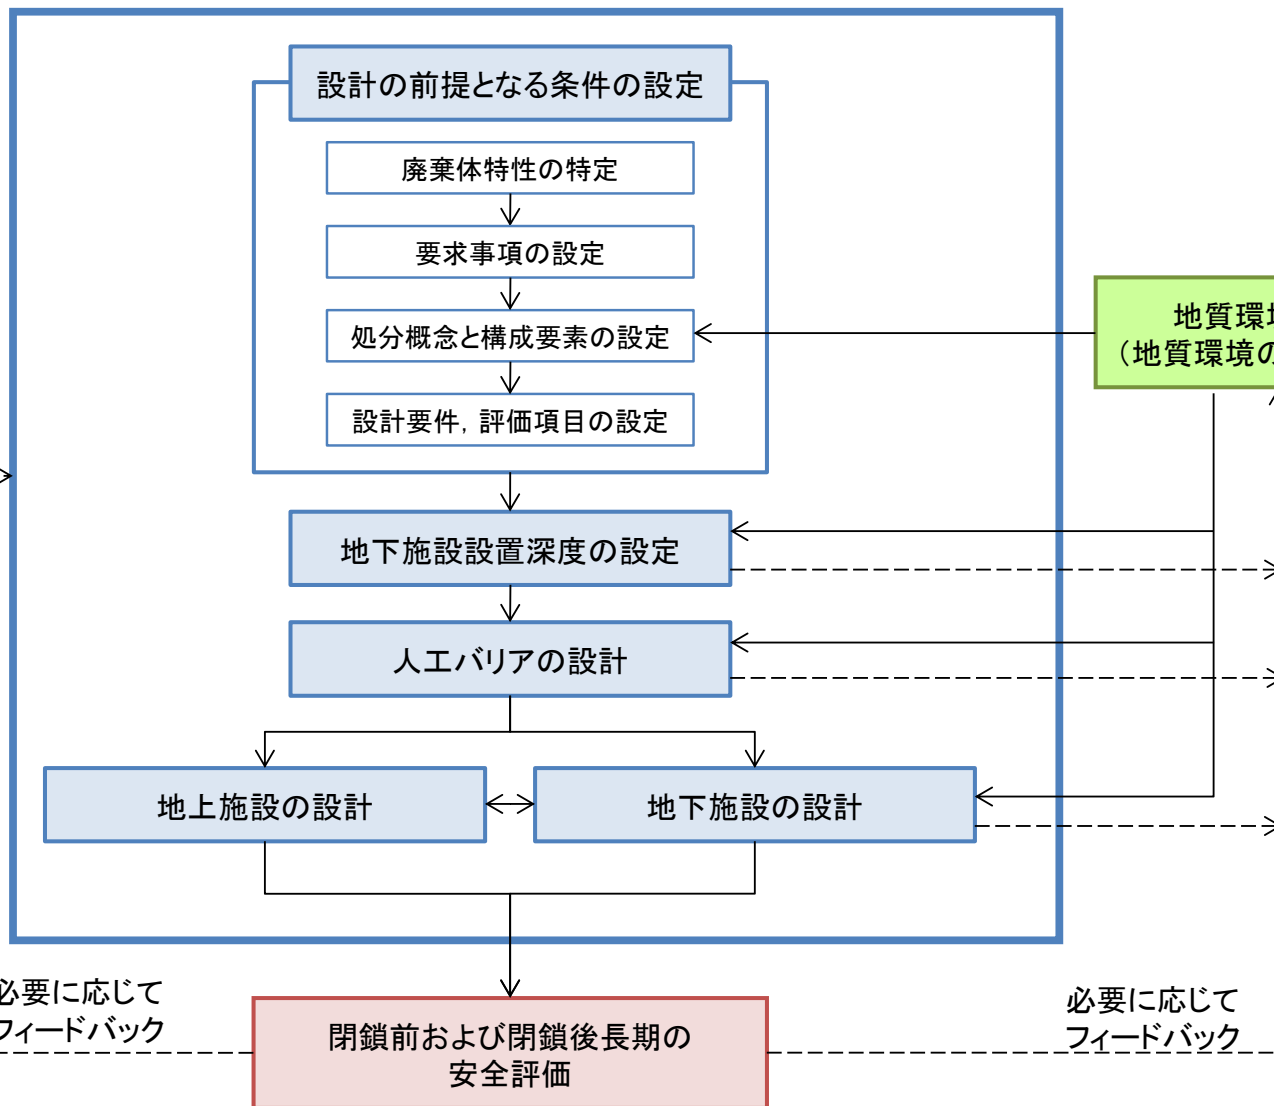 設計の前提となる条件の設定
廃棄体特性の特定
要求事項の設定
処分概念と構成要素の設定
設計要件，評価項目の設定
地質環
（地質環境の
地下施設設置深度の設定
人工バリアの設計
地上施設の設計
地下施設の設計
必要に応じて
フィードバック
閉鎖前および閉鎖後長期の
安全評価
必要に応じて
フィードバック